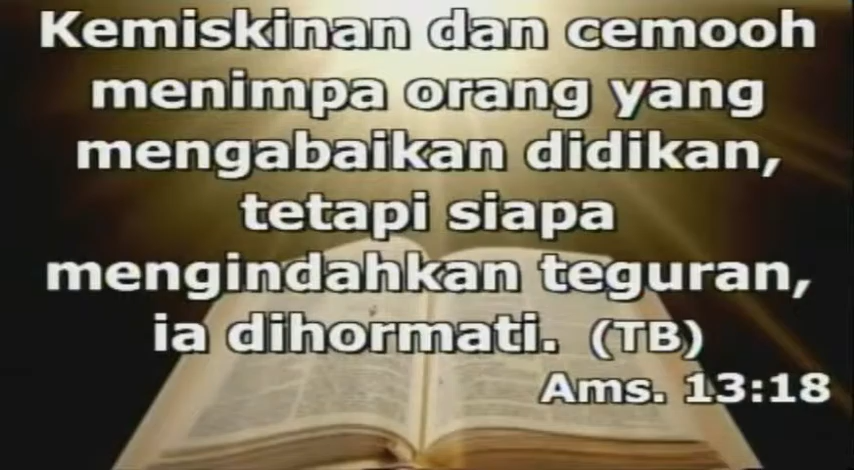 Kemiskinan dan cemooh
menimpa orang yang
mengabaikan didikan,
tetapi siapa
mengindahkan teguran,
ia dihormati. (TB)
Ams. 13:18